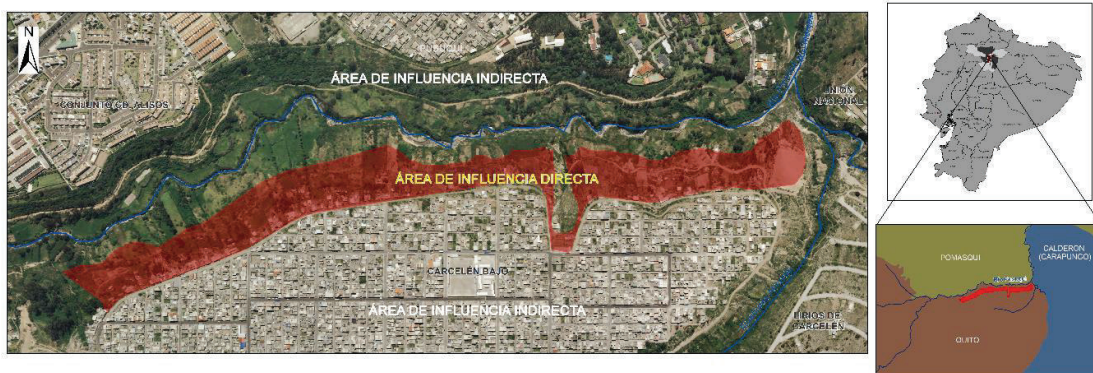 N
PUSUQUI
ÁREA DE INFLUENCIA INDIRECTA
CONJUNTO CD. ALISOS
UNIÓN
NACIONAL
ÁREA DE INFLUENCIA DIRECTA
CARCELÉN BAJO
ÁREA DE INFLUENCIA INDIRECTA
LIRIOS DE
CARCELÉN
POMASQUI
CALDERON
(CARAPUNGO)
QUITO